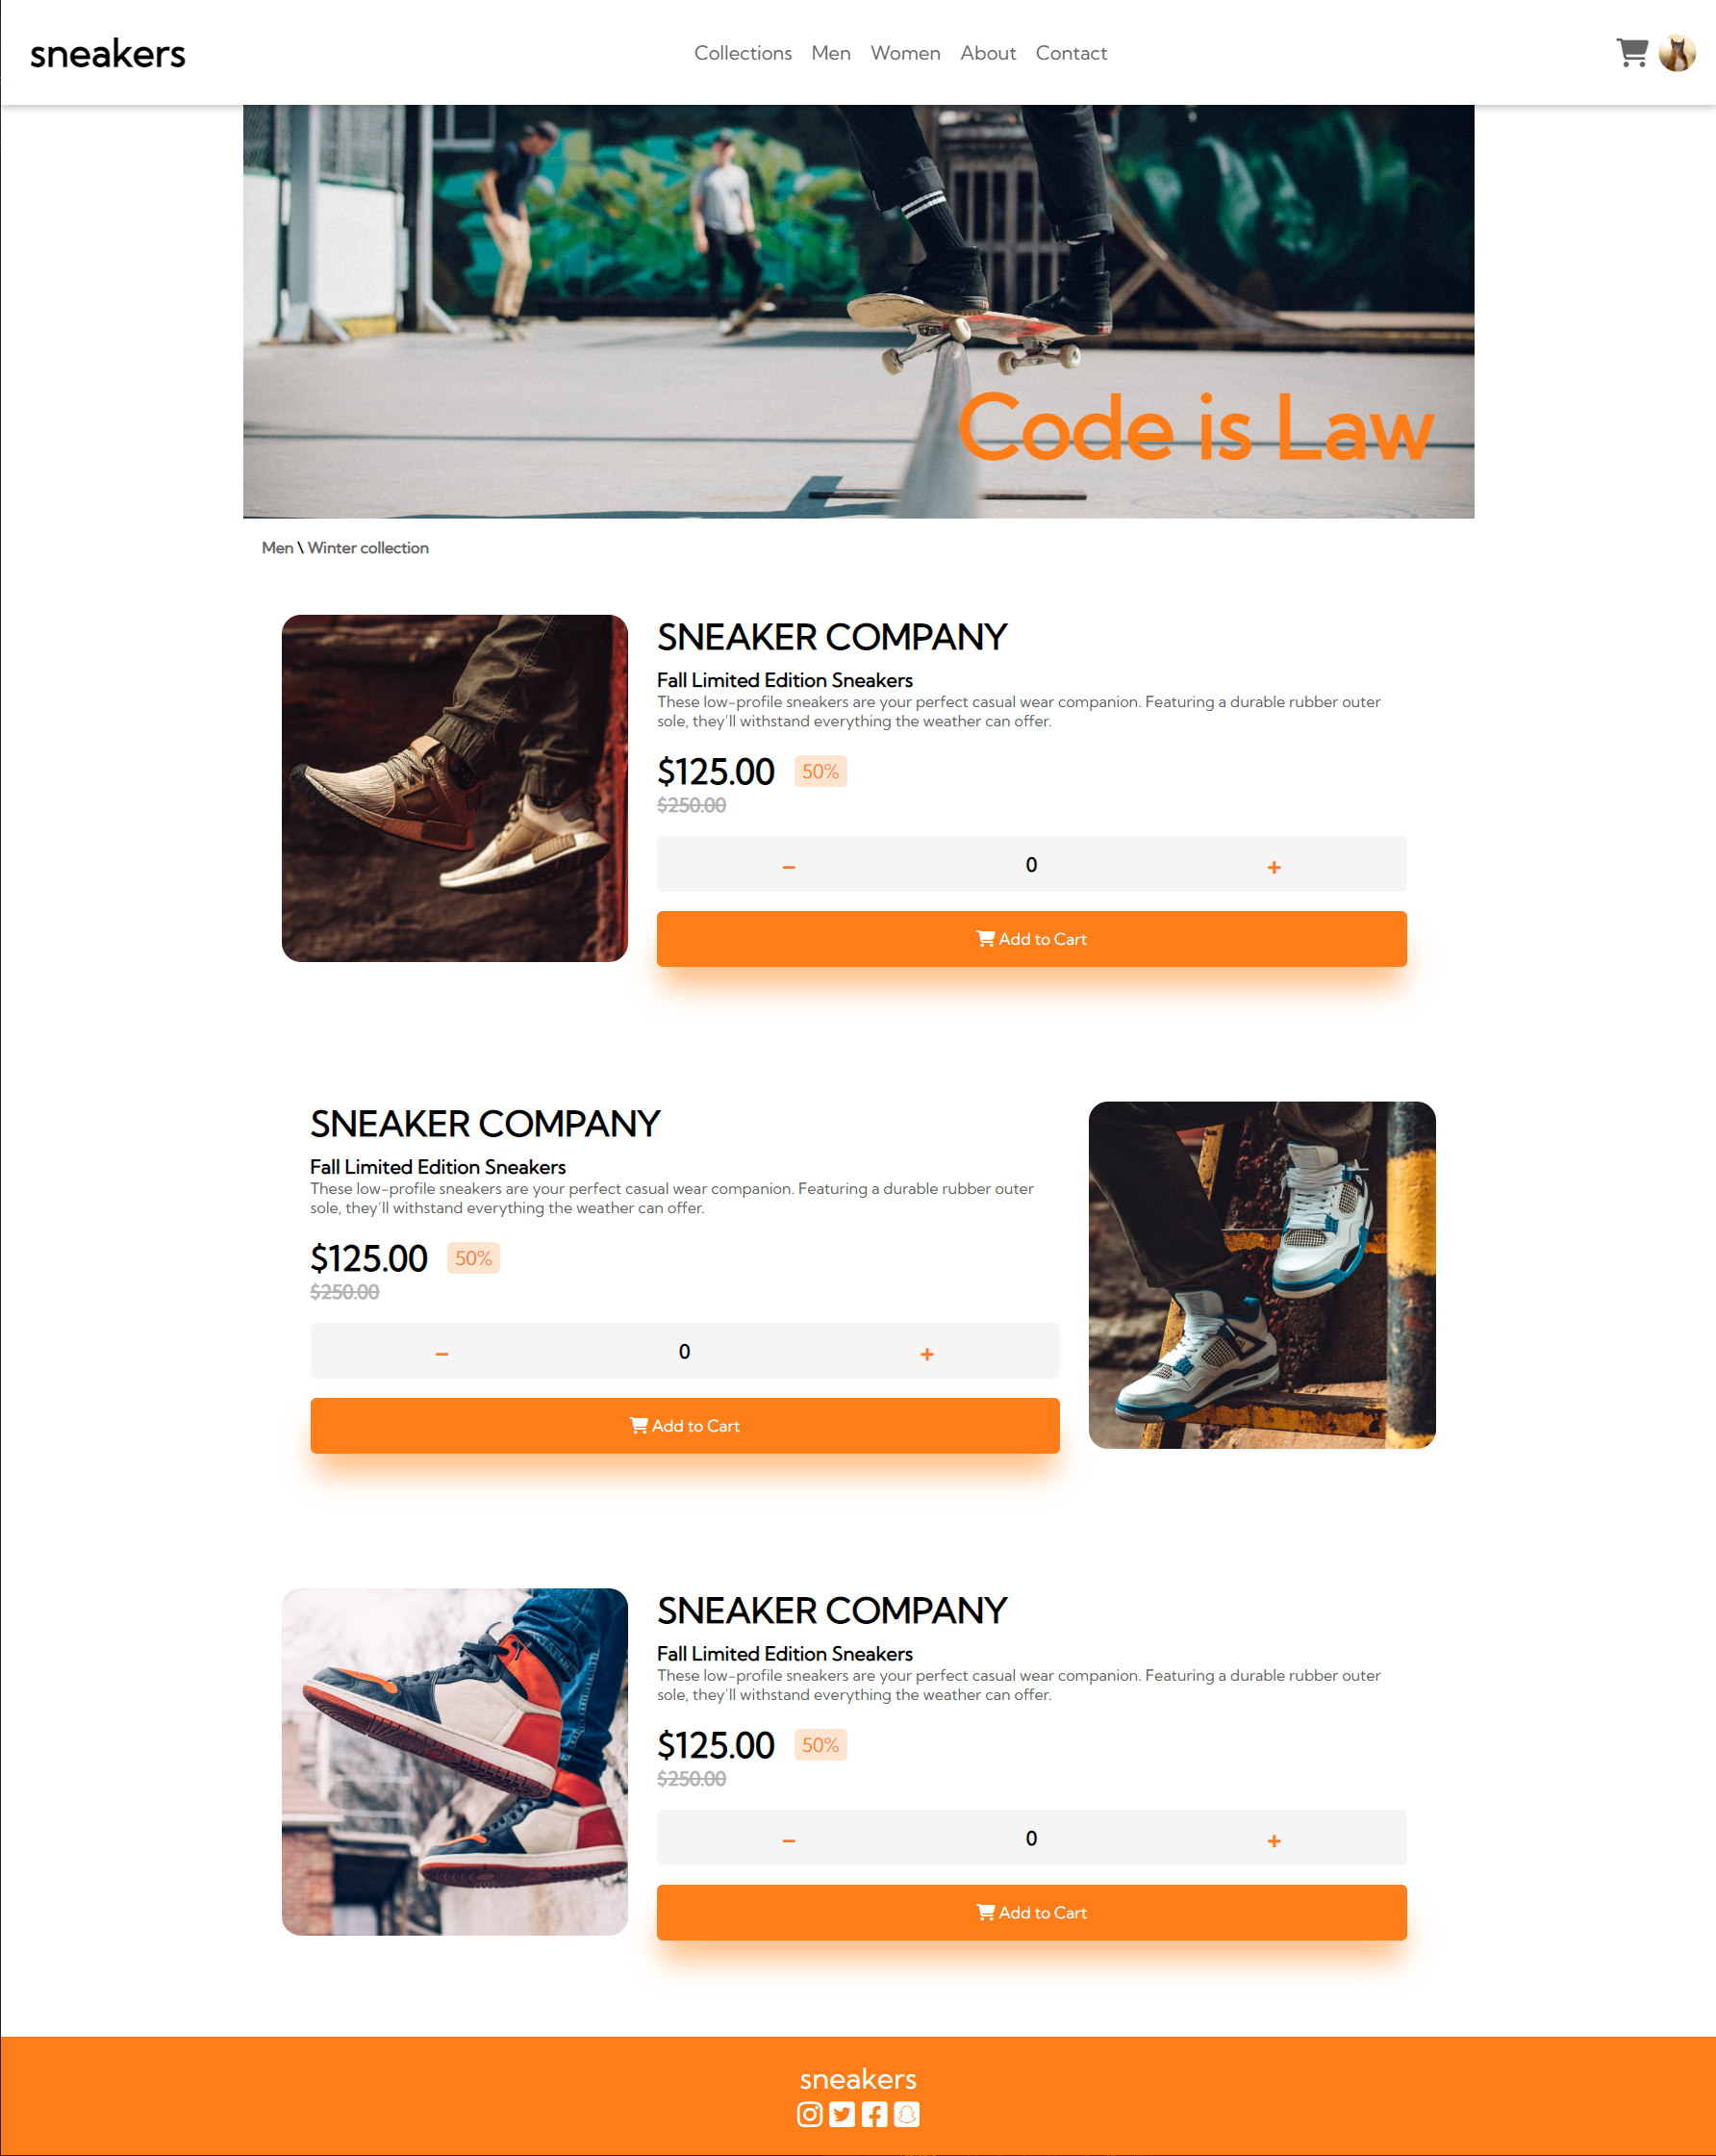 sneakers
Collections Men Women About Contact
Code is Law
Men \ Winter collection
SNEAKER COMPANY
Fall Limited Edition Sneakers
These low-profile sneakers are your perfect casual wear companion. Featuring a durable rubber outer
sole, they'll withstand everything the weather can offer.
$125.00 50%
$250.00
– 0 +
Add to Cart
SNEAKER COMPANY
Fall Limited Edition Sneakers
These low-profile sneakers are your perfect casual wear companion. Featuring a durable rubber outer
sole, they'll withstand everything the weather can offer.
$125.00 50%
$250.00
– 0 +
Add to Cart
SNEAKER COMPANY
Fall Limited Edition Sneakers
These low-profile sneakers are your perfect casual wear companion. Featuring a durable rubber outer
sole, they'll withstand everything the weather can offer.
$125.00 50%
$250.00
– 0 +
Add to Cart
sneakers